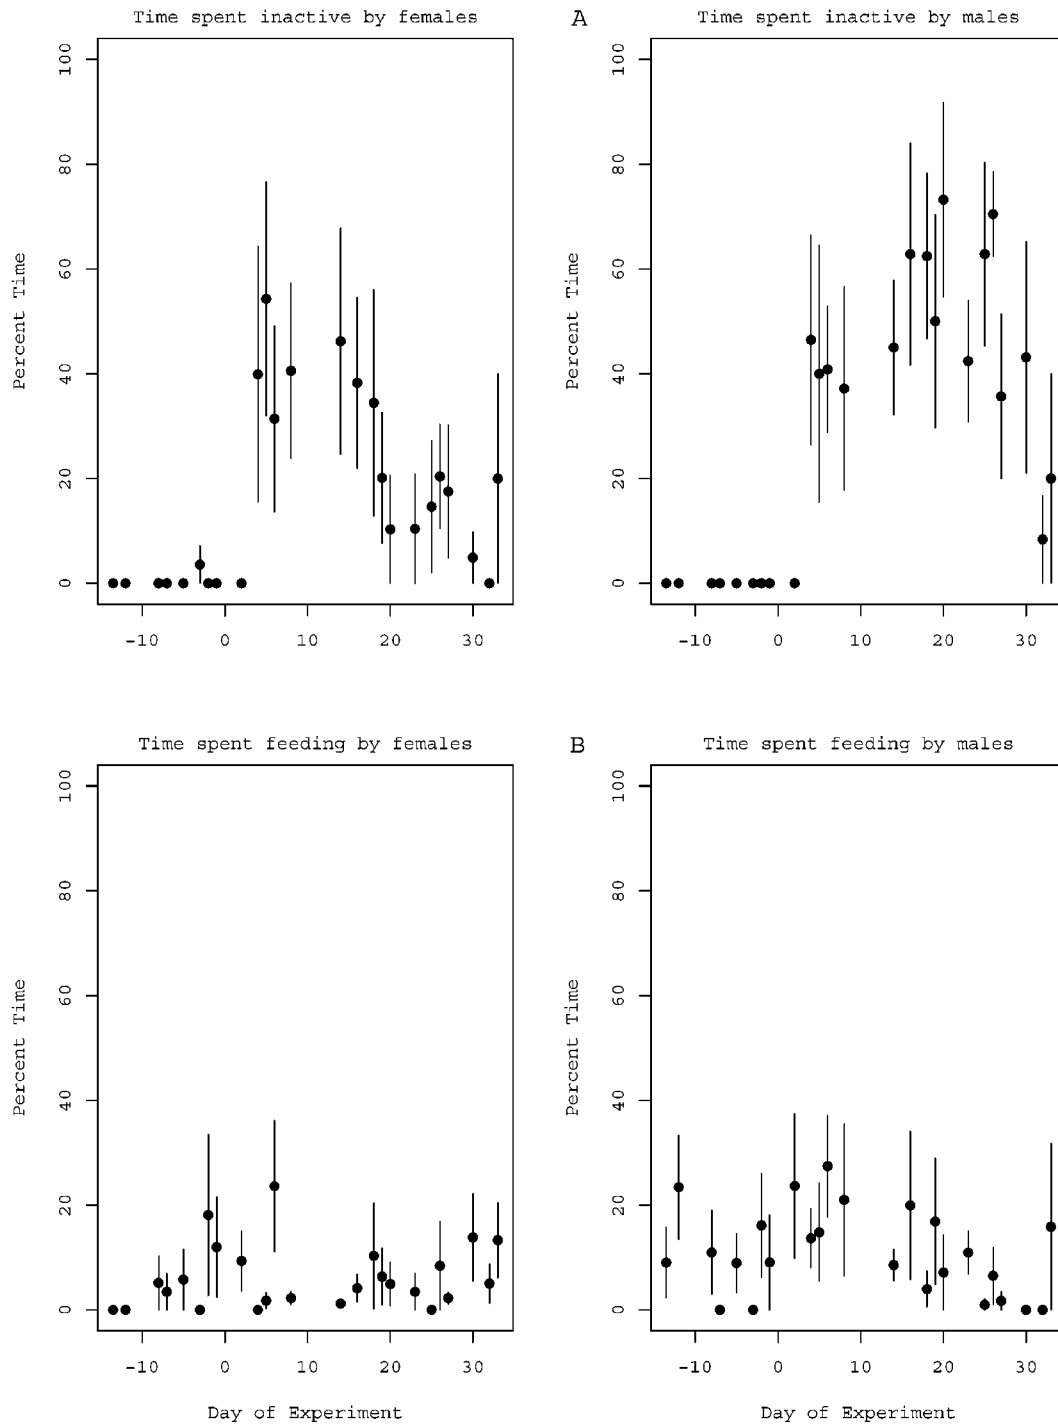 Time spent inactive by females
A
Time spent inactive by males
100
80
60
40
20
0
Percent Time
-10 0 10 20 30
100
80
60
40
20
0
Percent Time
-10 0 10 20 30
Time spent feeding by females
B
Time spent feeding by males
100
80
60
40
20
0
Percent Time
-10 0 10 20 30
Day of Experiment
100
80
60
40
20
0
Percent Time
-10 0 10 20 30
Day of Experiment